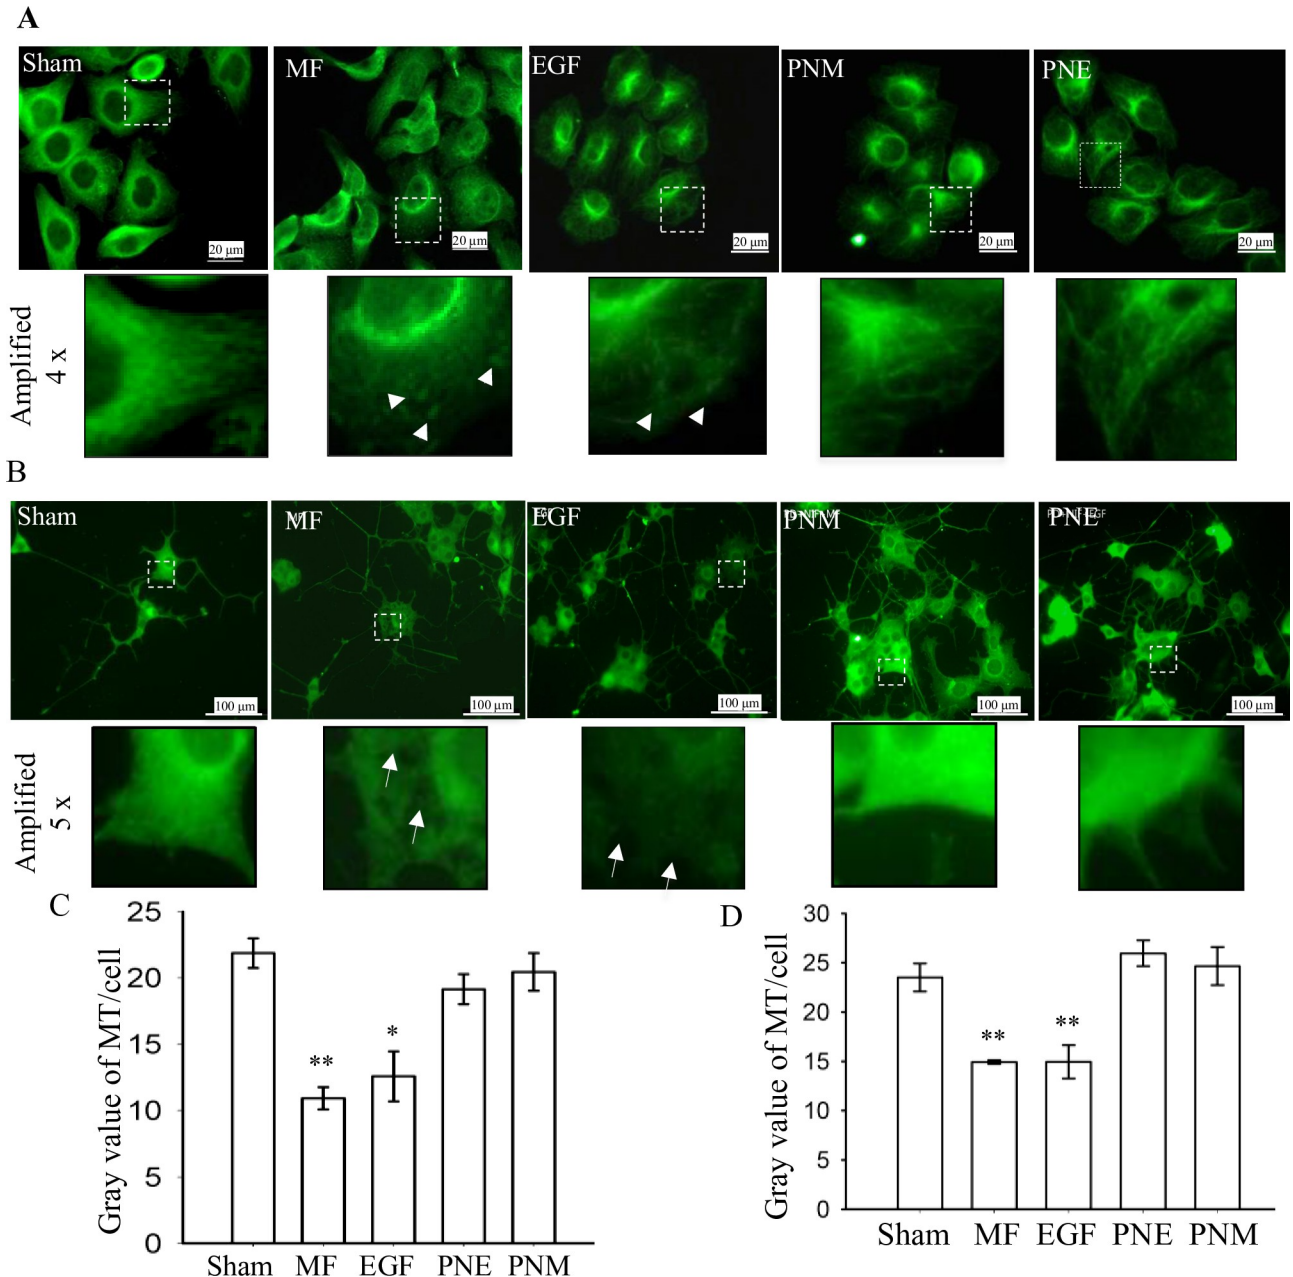 A
Sham
MF
EGF
PNM
PNE
20 μm
20 μm
20 μm
20 μm
20 μm
Amplified
4 x
B
Sham
MF
EGF
PNM
PNE
100 μm
100 μm
100 μm
100 μm
100 μm
Amplified
5 x
C
Gray value of MT/cell
25
20
15
10
5
0
**
*
Sham
MF
EGF
PNE
PNM
D
Gray value of MT/cell
30
25
20
15
10
5
0
**
**
Sham
MF
EGF
PNE
PNM